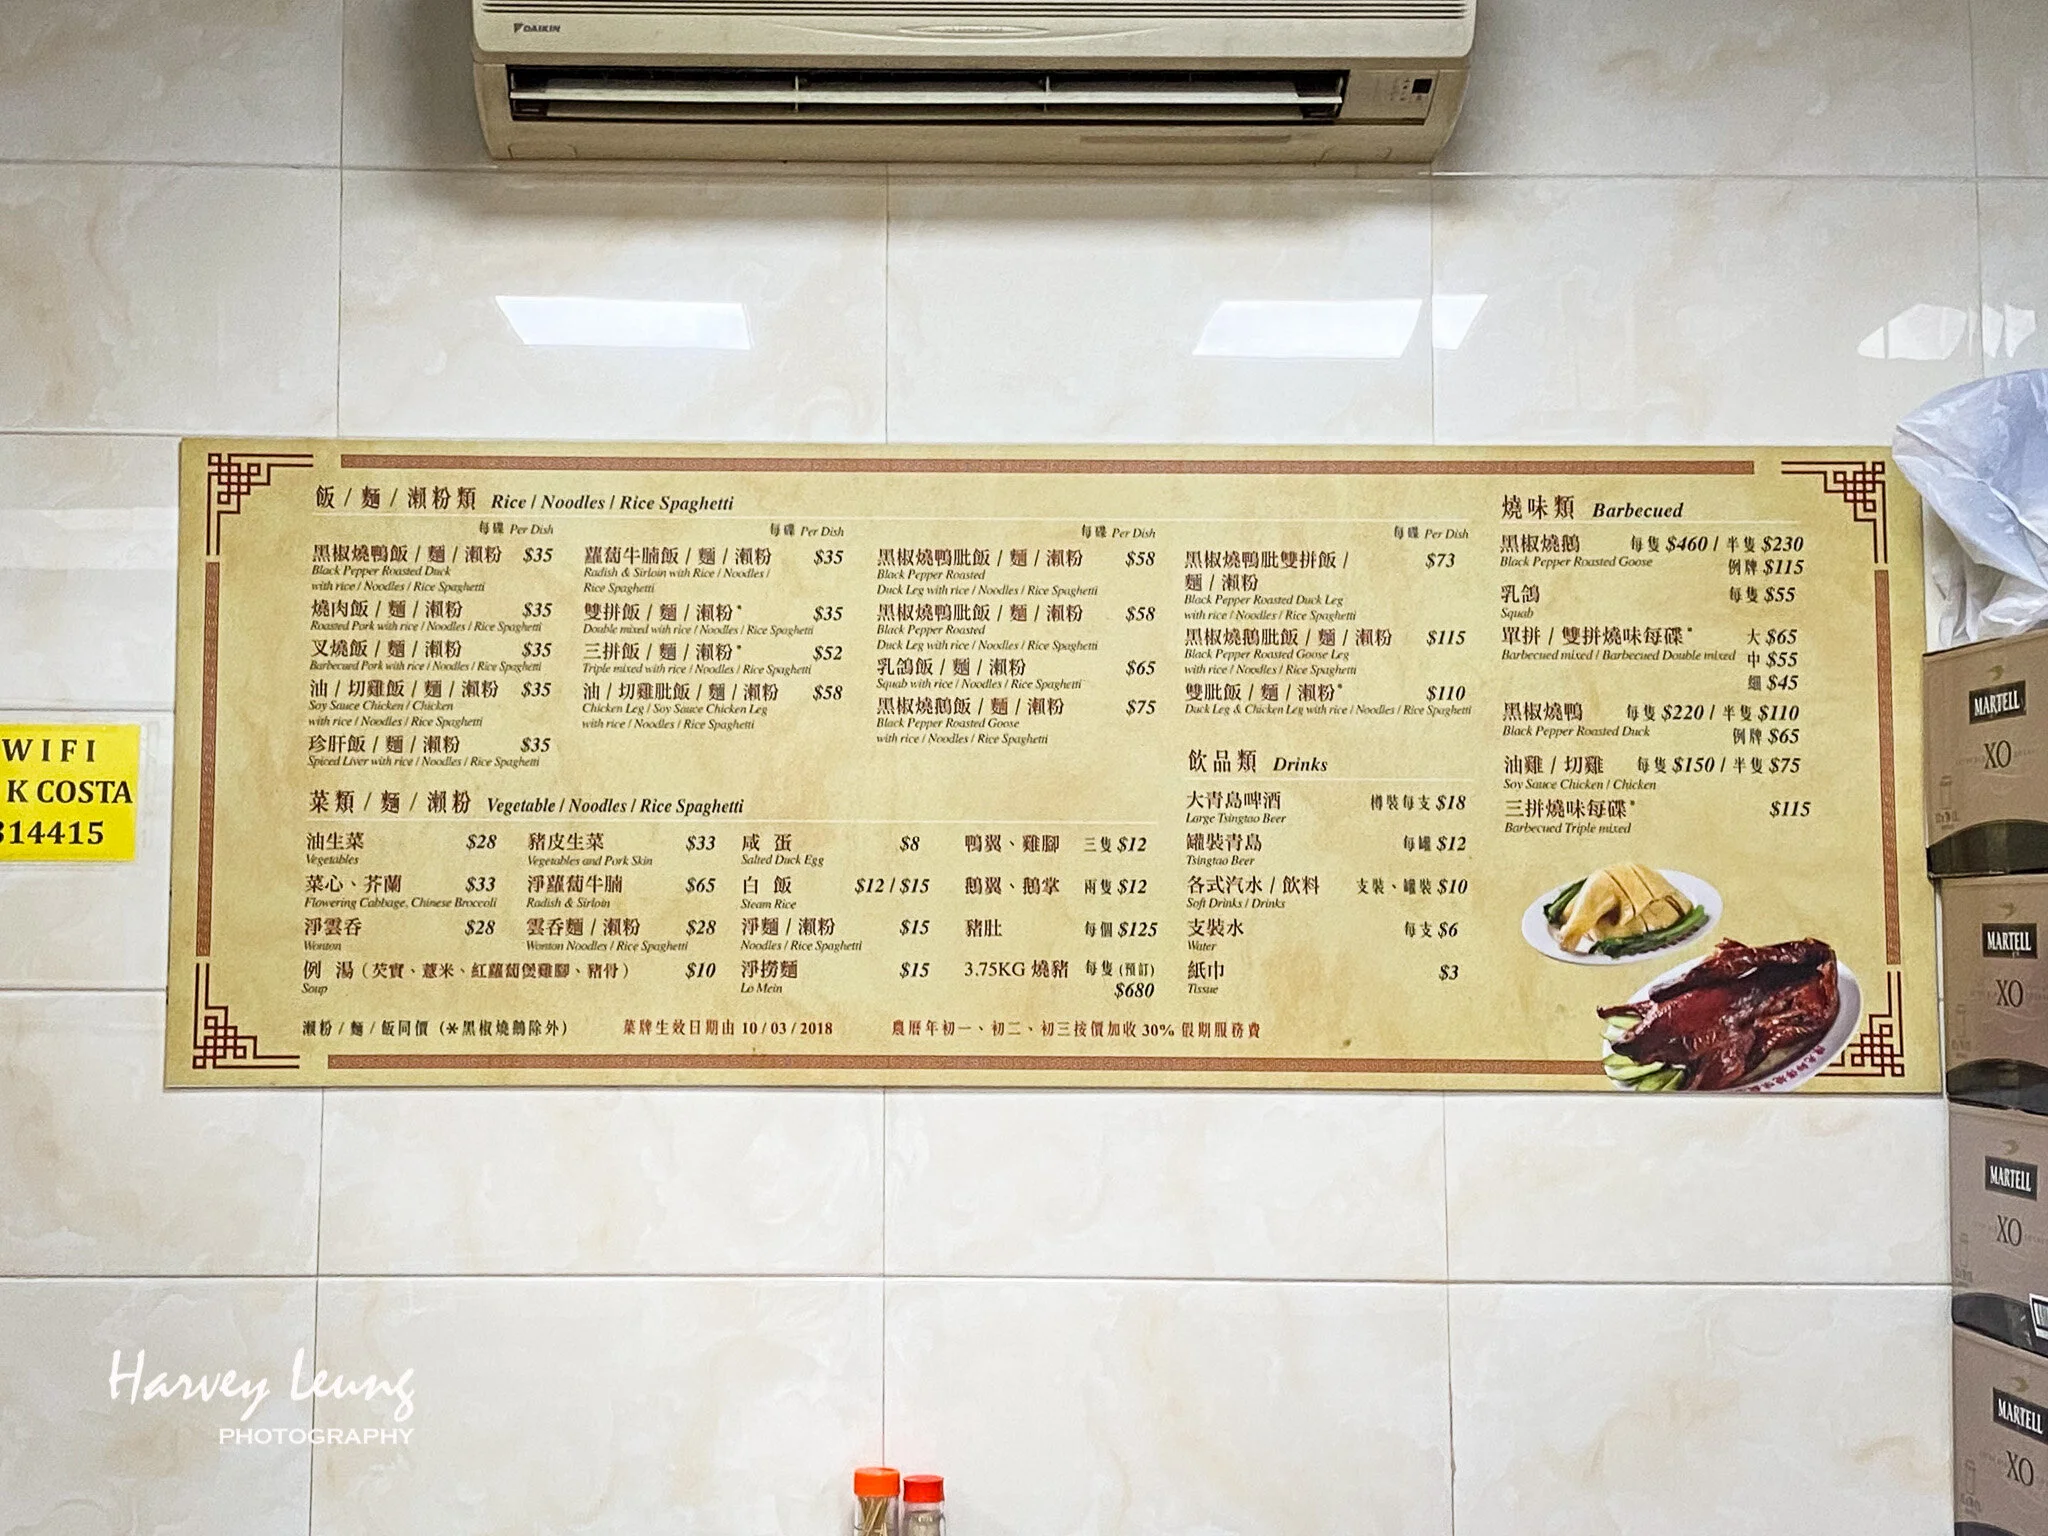 DAIKIN
飯 / 麵 / 瀨粉類 Rice / Noodles / Rice Spaghetti
每碟 Per Dish
黑椒燒鴨飯 / 麵 / 瀨粉 $35
Black Pepper Roasted Duck
with rice / Noodles / Rice Spaghetti
燒肉飯 / 麵 / 瀨粉 $35
Roasted Pork with rice / Noodles / Rice Spaghetti
叉燒飯 / 麵 / 瀨粉 $35
Barbecued Pork with rice / Noodles / Rice Spaghetti
油 / 切雞飯 / 麵 / 瀨粉 $35
Soy Sauce Chicken / Chicken
with rice / Noodles / Rice Spaghetti
珍肝飯 / 麵 / 瀨粉 $35
Spiced Liver with rice / Noodles / Rice Spaghetti
每碟 Per Dish
蘿蔔牛腩飯 / 麵 / 瀨粉 $35
Radish & Sirloin with Rice / Noodles /
Rice Spaghetti
雙拼飯 / 麵 / 瀨粉* $35
Double mixed with rice / Noodles / Rice Spaghetti
三拼飯 / 麵 / 瀨粉* $52
Triple mixed with rice / Noodles / Rice Spaghetti
油 / 切雞肶飯 / 麵 / 瀨粉 $58
Chicken Leg / Soy Sauce Chicken Leg
with rice / Noodles / Rice Spaghetti
每碟 Per Dish
黑椒燒鴨肶飯 / 麵 / 瀨粉 $58
Black Pepper Roasted
Duck Leg with rice / Noodles / Rice Spaghetti
黑椒燒鴨肶飯 / 麵 / 瀨粉 $58
Black Pepper Roasted
Duck Leg with rice / Noodles / Rice Spaghetti
乳鴿飯 / 麵 / 瀨粉 $65
Squab with rice / Noodles / Rice Spaghetti
黑椒燒鵝飯 / 麵 / 瀨粉 $75
Black Pepper Roasted Goose
with rice / Noodles / Rice Spaghetti
每碟 Per Dish
黑椒燒鴨肶雙拼飯 / $73
麵 / 瀨粉
Black Pepper Roasted Duck Leg
with rice / Noodles / Rice Spaghetti
黑椒燒鵝肶飯 / 麵 / 瀨粉 $115
Black Pepper Roasted Goose Leg
with rice / Noodles / Rice Spaghetti
雙肶飯 / 麵 / 瀨粉* $110
Duck Leg & Chicken Leg with rice / Noodles / Rice Spaghetti
燒味類 Barbecued
黑椒燒鵝 每隻 $460 / 半隻 $230
Black Pepper Roasted Goose 例牌 $115
乳鴿 每隻 $55
Squab
單拼 / 雙拼燒味每碟* 大 $65
Barbecued mixed / Barbecued Double mixed 中 $55
細 $45
黑椒燒鴨 每隻 $220 / 半隻 $110
Black Pepper Roasted Duck 例牌 $65
油雞 / 切雞 每隻 $150 / 半隻 $75
Soy Sauce Chicken / Chicken
三拼燒味每碟* $115
Barbecued Triple mixed
菜類 / 麵 / 瀨粉 Vegetable / Noodles / Rice Spaghetti
油生菜 $28
Vegetables
菜心、芥蘭 $33
Flowering Cabbage, Chinese Broccoli
淨雲吞 $28
Wonton
例 湯 (芡實、薏米、紅蘿蔔煲雞腳、豬骨) $10
Soup
豬皮生菜 $33
Vegetables and Pork Skin
淨蘿蔔牛腩 $65
Radish & Sirloin
雲吞麵 / 瀨粉 $28
Wonton Noodles / Rice Spaghetti
咸 蛋 $8
Salted Duck Egg
白 飯 $12 / $15
Steam Rice
淨麵 / 瀨粉 $15
Noodles / Rice Spaghetti
淨撈麵 $15
Lo Mein
鴨翼、雞腳 三隻 $12
鵝翼、鵝掌 兩隻 $12
豬肚 每個 $125
3.75KG 燒豬 每隻 (預訂)
$680
飲品類 Drinks
大青島啤酒 樽裝每支 $18
Large Tsingtao Beer
罐裝青島 每罐 $12
Tsingtao Beer
各式汽水 / 飲料 支裝、罐裝 $10
Soft Drinks / Drinks
支裝水 每支 $6
Water
紙巾 $3
Tissue
瀨粉 / 麵 / 飯同價 (*黑椒燒鵝除外) 菜牌生效日期由 10 / 03 / 2018 農曆年初一、初二、初三按價加收 30% 假期服務費
WIFI
K COSTA
314415
MARTELL
XO
MARTELL
XO
MARTELL
XO
MARTELL
XO
Harvey Leung
PHOTOGRAPHY